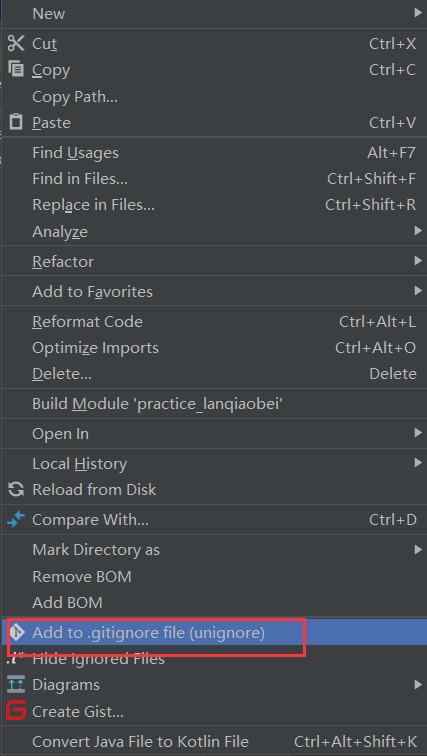 New
Cut Ctrl+X
Copy Ctrl+C
Copy Path...
Paste Ctrl+V
Find Usages Alt+F7
Find in Files... Ctrl+Shift+F
Replace in Files... Ctrl+Shift+R
Analyze
Refactor
Add to Favorites
Reformat Code Ctrl+Alt+L
Optimize Imports Ctrl+Alt+O
Delete... Delete
Build Module 'practice_lanqiaobei'
Open In
Local History
Reload from Disk
Compare With... Ctrl+D
Mark Directory as
Remove BOM
Add BOM
Add to .gitignore file (unignore)
Hide Ignored Files
Diagrams
Create Gist...
Convert Java File to Kotlin File Ctrl+Alt+Shift+K